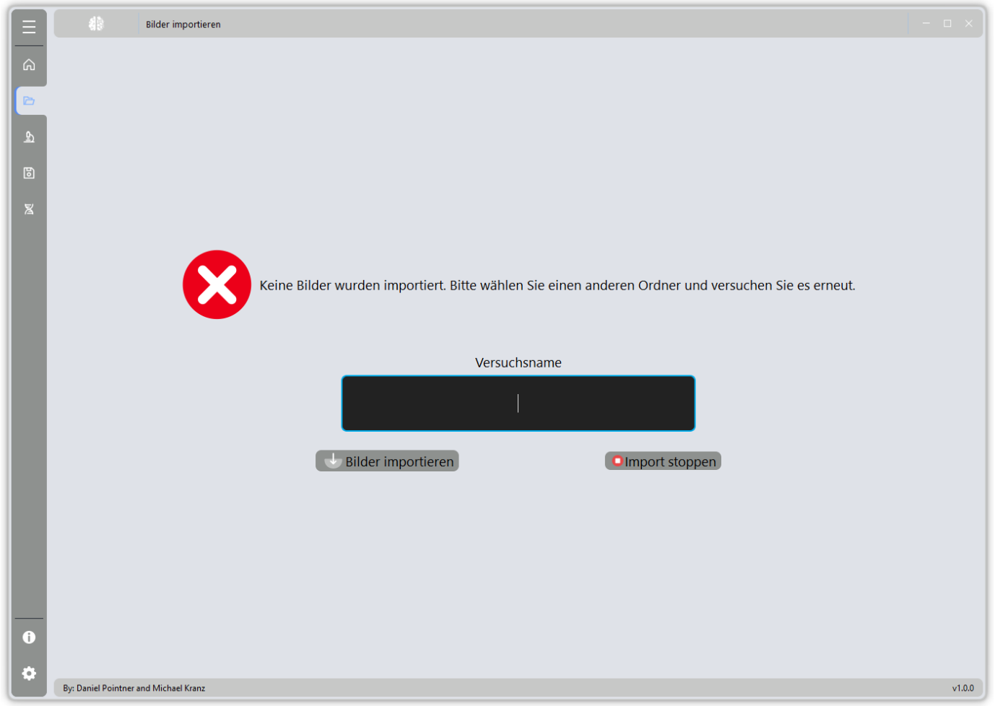 Bilder importieren
Keine Bilder wurden importiert. Bitte wählen Sie einen anderen Ordner und versuchen Sie es erneut.
Versuchsname
Bilder importieren
Import stoppen
By: Daniel Pointner and Michael Kranz
v1.0.0